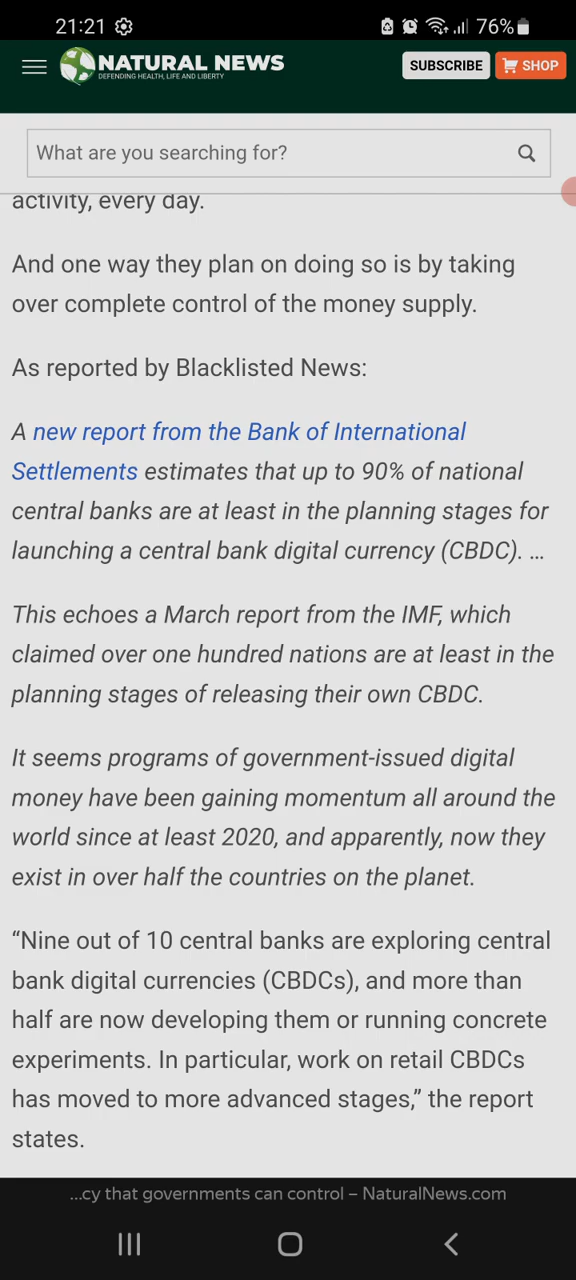 21:21
76%
NATURAL NEWS
DEFENDING HEALTH, LIFE AND LIBERTY
SUBSCRIBE
SHOP
What are you searching for?
activity, every day.
And one way they plan on doing so is by taking
over complete control of the money supply.
As reported by Blacklisted News:
A new report from the Bank of International
Settlements estimates that up to 90% of national
central banks are at least in the planning stages for
launching a central bank digital currency (CBDC). ...
This echoes a March report from the IMF, which
claimed over one hundred nations are at least in the
planning stages of releasing their own CBDC.
It seems programs of government-issued digital
money have been gaining momentum all around the
world since at least 2020, and apparently, now they
exist in over half the countries on the planet.
“Nine out of 10 central banks are exploring central
bank digital currencies (CBDCs), and more than
half are now developing them or running concrete
experiments. In particular, work on retail CBDCs
has moved to more advanced stages,” the report
states.
...cy that governments can control – NaturalNews.com